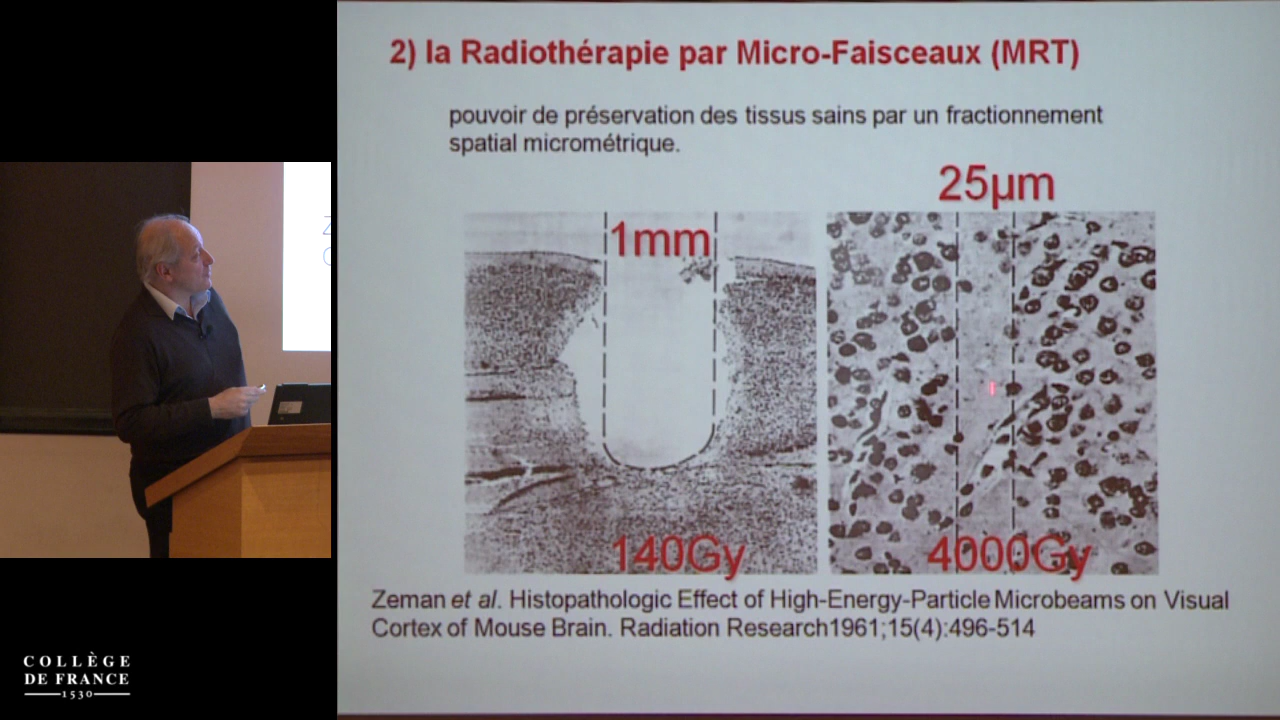 2) la Radiothérapie par Micro-Faisceaux (MRT)
pouvoir de préservation des tissus sains par un fractionnement
spatial micrométrique.
25µm
1mm
140Gy
4000Gy
Zeman et al. Histopathologic Effect of High-Energy-Particle Microbeams on Visual
Cortex of Mouse Brain. Radiation Research1961;15(4):496-514
COLLÈGE
DE FRANCE
1530